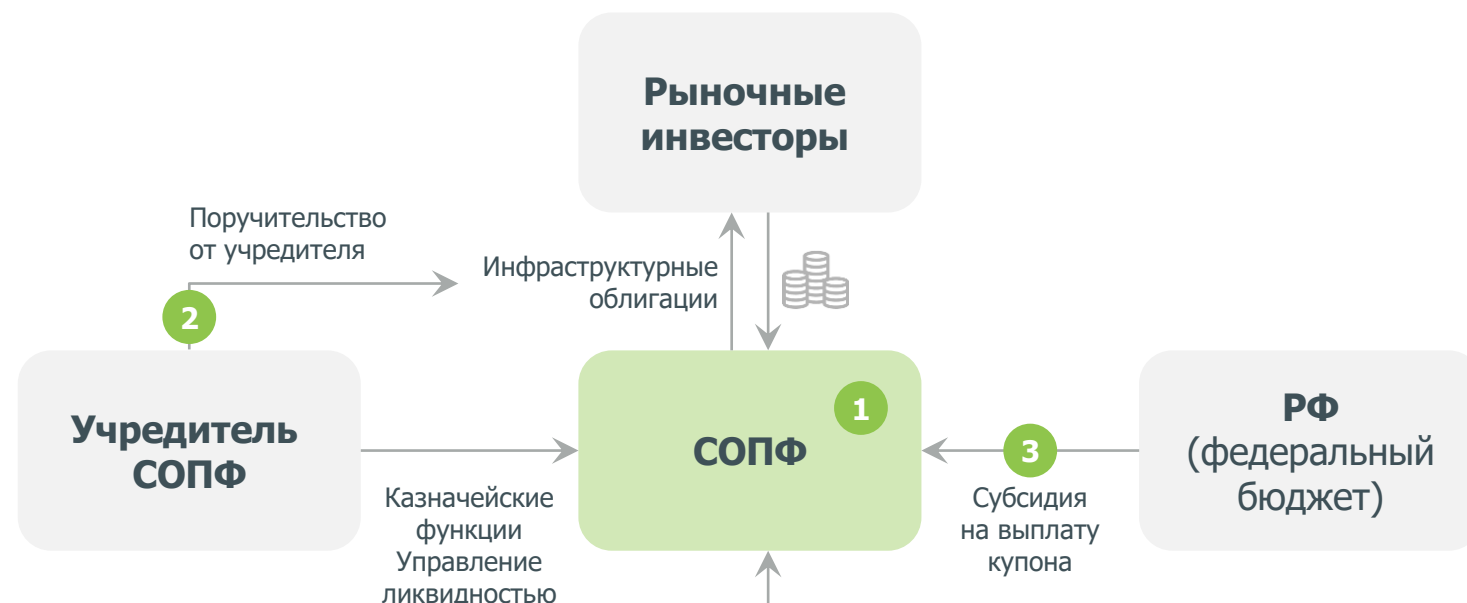 Рыночные
инвесторы
Поручительство
от учредителя
Инфраструктурные
облигации
2
Учредитель
СОПФ
1
СОПФ
3
РФ
(федеральный
бюджет)
Казначейские
функции
Управление
ликвидностью
Субсидия
на выплату
купона